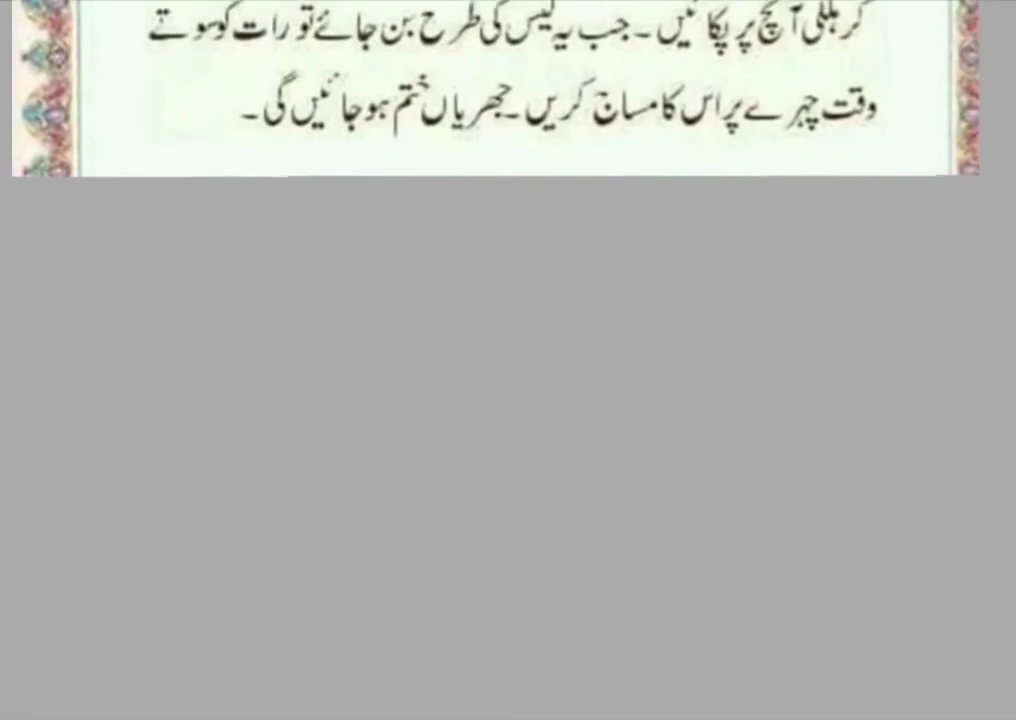 کر ہلکی آنچ پر پکائیں۔ جب یہ لیس کی طرح بن جائے تو رات کو سوتے
وقت چہرے پر اس کا مساج کریں۔ جھریاں ختم ہو جائیں گی۔